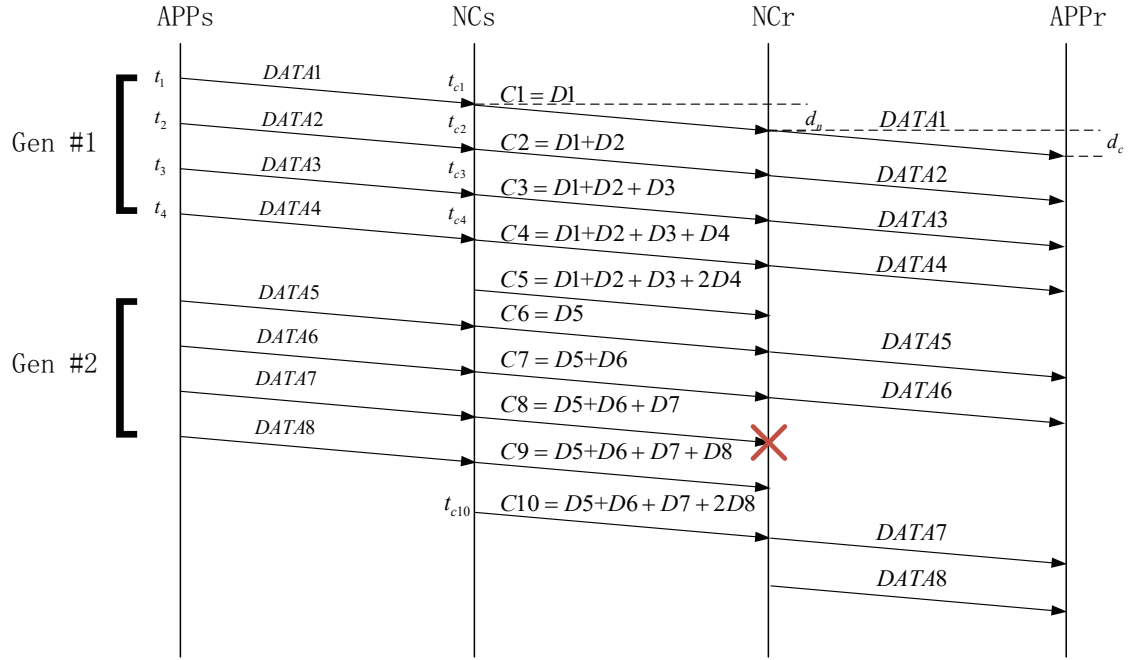 APPs NCs NCr APPr
t1 DATA1 tc1 C1 = D1
dn DATA1
t2 DATA2 tc2 C2 = D1+D2
dc
Gen #1
t3 DATA3 tc3 C3 = D1+D2 + D3 DATA2
t4 DATA4 tc4 C4 = D1+D2 + D3 + D4 DATA3
C5 = D1+D2 + D3 + 2D4 DATA4
DATA5 C6 = D5
Gen #2
DATA6 C7 = D5+D6 DATA5
DATA7 C8 = D5+D6 + D7 DATA6
DATA8 C9 = D5+D6 + D7 + D8
tc10 C10 = D5+D6 + D7 + 2D8
DATA7
DATA8